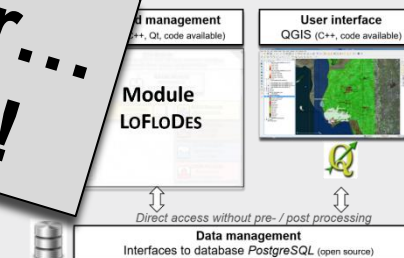 r...
!
d management
C++, Qt, code available)
Module
LOFLODES
User interface
QGIS (C++, code available)
Direct access without pre- / post processing
Data management
Interfaces to database PostgreSQL (open source)